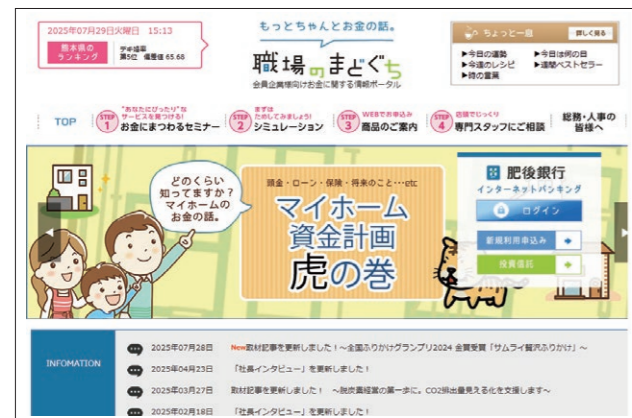 2025年07月29日火曜日 15:13
熊本県の
ランキング
デキ婚率
第5位 偏差値 65.68
もっとちゃんとお金の話。
職場のまどぐち
会員企業様向けお金に関する情報ポータル
ちょっと一息
詳しく見る
▶今日の運勢
▶今日は何の日
▶今週のレシピ
▶週間ベストセラー
▶時の言葉
TOP
STEP 1
"あなたにぴったり"な
サービスを見つける!
お金にまつわるセミナー
STEP 2
まずは
ためしてみましょう!
シミュレーション
STEP 3
WEBでお申込み
商品のご案内
STEP 4
店頭でじっくり
専門スタッフにご相談
総務・人事の
皆様へ
どのくらい
知ってますか?
マイホームの
お金の話。
頭金・ローン・保険・将来のこと…etc
マイホーム
資金計画
虎の巻
肥後銀行
インターネットバンキング
ログイン
新規利用申込み
投資信託
INFOMATION
2025年07月28日 New取材記事を更新しました!~全国ふりかけグランプリ2024 金賞受賞「サムライ贅沢ふりかけ」~
2025年04月23日 「社長インタビュー」を更新しました!
2025年03月27日 取材記事を更新しました! ~脱炭素経営の第一歩に。CO2排出量見える化を支援します~
2025年02月18日 「社長インタビュー」を更新しました!